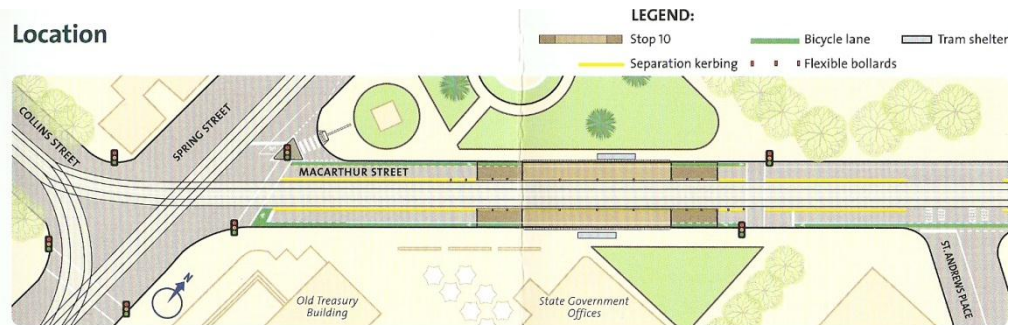 Location
LEGEND:
Stop 10
Bicycle lane
Tram shelter
Separation kerbing
Flexible bollards
COLLINS STREET
SPRING STREET
MACARTHUR STREET
N
Old Treasury
Building
State Government
Offices
ST. ANDREWS PLACE